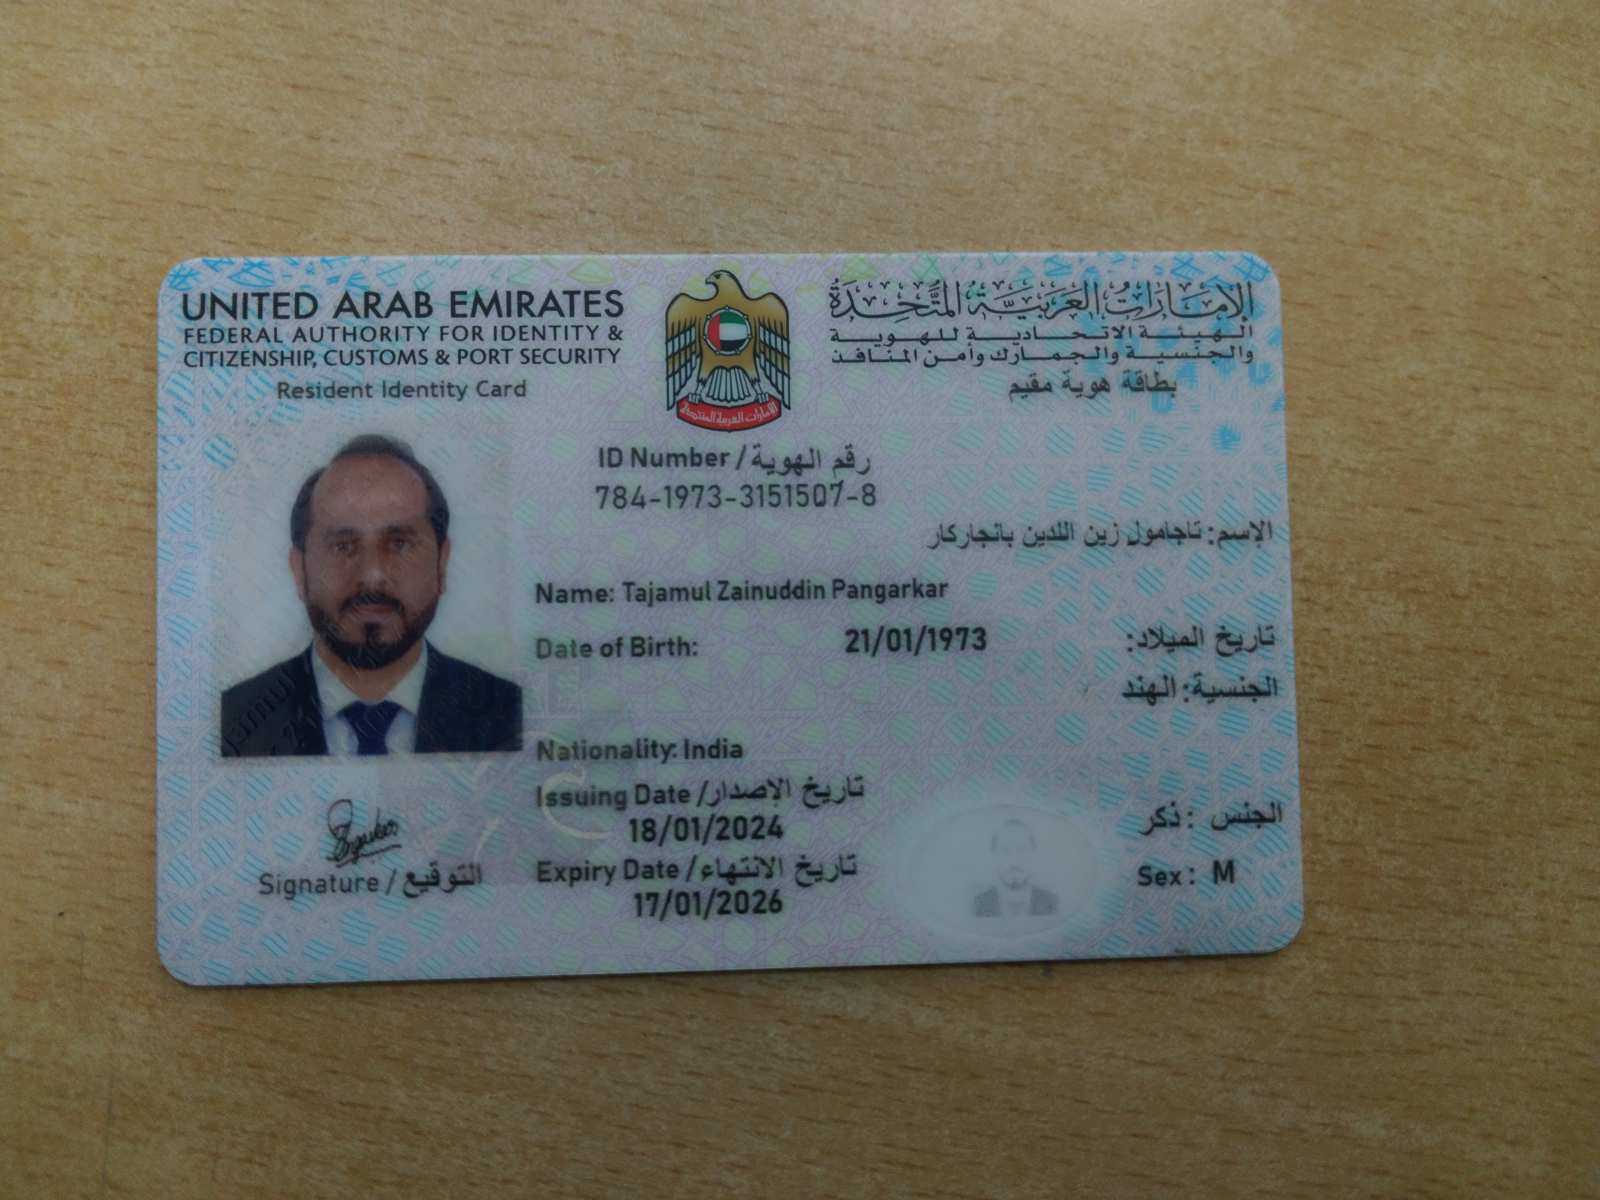 UNITED ARAB EMIRATES
FEDERAL AUTHORITY FOR IDENTITY &
CITIZENSHIP, CUSTOMS & PORT SECURITY
Resident Identity Card
الإمارات العربية المتحدة
الهيئة الاتحادية للهوية
والجنسية والجمارك وأمن المنافذ
بطاقة هوية مقيم
ID Number / رقم الهوية
784-1973-3151507-8
الإسم: تاجامول زين اللدين بانجاركار
Name: Tajamul Zainuddin Pangarkar
Date of Birth: 21/01/1973 تاريخ الميلاد:
الجنسية: الهند
Nationality: India
Issuing Date / تاريخ الإصدار
18/01/2024
Expiry Date / تاريخ الانتهاء
17/01/2026
الجنس : ذكر
Sex: M
Signature / التوقيع